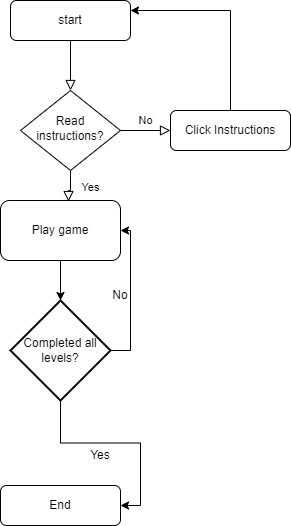 start
Read
instructions?
No
Click Instructions
Yes
Play game
No
Completed all
levels?
Yes
End